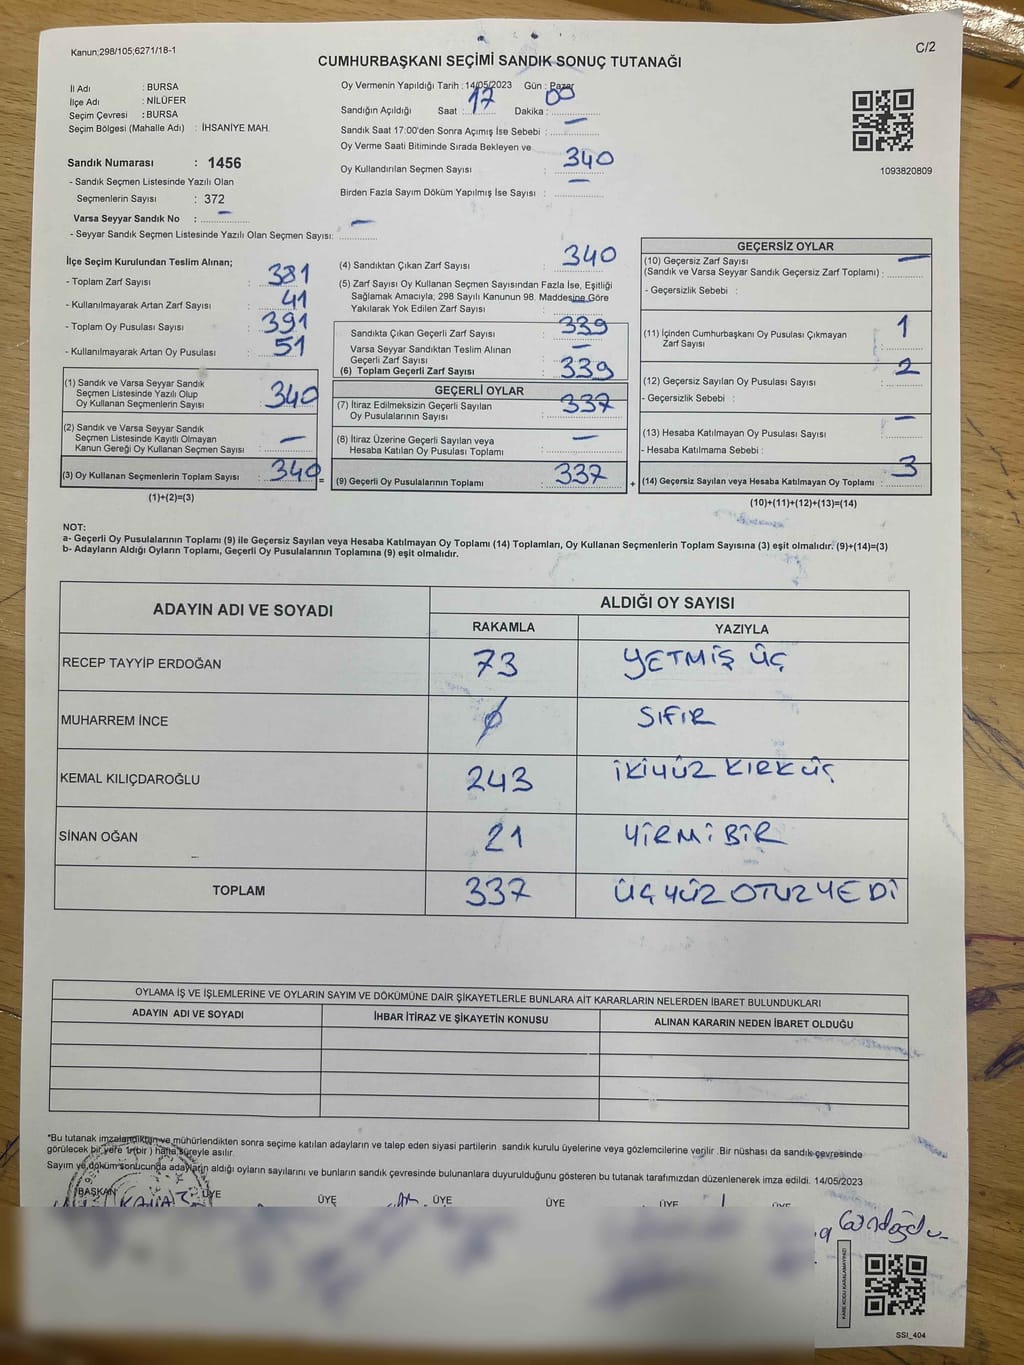 Kanun;298/105;6271/18-1
C/2
CUMHURBAŞKANI SEÇİMİ SANDIK SONUÇ TUTANAĞI
İl Adı : BURSA
İlçe Adı : NİLÜFER
Seçim Çevresi : BURSA
Seçim Bölgesi (Mahalle Adı) : İHSANİYE MAH.
Sandık Numarası : 1456
- Sandık Seçmen Listesinde Yazılı Olan
Seçmenlerin Sayısı : 372
Varsa Seyyar Sandık No : –
- Seyyar Sandık Seçmen Listesinde Yazılı Olan Seçmen Sayısı: –
Oy Vermenin Yapıldığı Tarih : 14/05/2023 Gün : Pazar
Sandığın Açıldığı Saat : 17 Dakika : 00
Sandık Saat 17:00'den Sonra Açımış İse Sebebi : –
Oy Verme Saati Bitiminde Sırada Bekleyen ve
Oy Kullandırılan Seçmen Sayısı : 340
Birden Fazla Sayım Döküm Yapılmış İse Sayısı : –
1093820809
İlçe Seçim Kurulundan Teslim Alınan;
- Toplam Zarf Sayısı : 381
- Kullanılmayarak Artan Zarf Sayısı : 41
- Toplam Oy Pusulası Sayısı : 391
- Kullanılmayarak Artan Oy Pusulası : 51
(1) Sandık ve Varsa Seyyar Sandık
Seçmen Listesinde Yazılı Olup
Oy Kullanan Seçmenlerin Sayısı : 340
(2) Sandık ve Varsa Seyyar Sandık
Seçmen Listesinde Kayıtlı Olmayan
Kanun Gereği Oy Kullanan Seçmen Sayısı : –
(3) Oy Kullanan Seçmenlerin Toplam Sayısı : 340 =
(1)+(2)=(3)
(4) Sandıktan Çıkan Zarf Sayısı : 340
(5) Zarf Sayısı Oy Kullanan Seçmen Sayısından Fazla İse, Eşitliği
Sağlamak Amacıyla, 298 Sayılı Kanunun 98. Maddesine Göre
Yakılarak Yok Edilen Zarf Sayısı : –
Sandıkta Çıkan Geçerli Zarf Sayısı : 339
Varsa Seyyar Sandıktan Teslim Alınan
Geçerli Zarf Sayısı : –
(6) Toplam Geçerli Zarf Sayısı : 339
GEÇERLİ OYLAR
(7) İtiraz Edilmeksizin Geçerli Sayılan
Oy Pusulalarının Sayısı : 337
(8) İtiraz Üzerine Geçerli Sayılan veya
Hesaba Katılan Oy Pusulası Toplamı : –
(9) Geçerli Oy Pusulalarının Toplamı : 337 +
GEÇERSİZ OYLAR
(10) Geçersiz Zarf Sayısı
(Sandık ve Varsa Seyyar Sandık Geçersiz Zarf Toplamı) : –
- Geçersizlik Sebebi :
(11) İçinden Cumhurbaşkanı Oy Pusulası Çıkmayan
Zarf Sayısı : 1
(12) Geçersiz Sayılan Oy Pusulası Sayısı : 2
- Geçersizlik Sebebi :
(13) Hesaba Katılmayan Oy Pusulası Sayısı : –
- Hesaba Katılmama Sebebi :
(14) Geçersiz Sayılan veya Hesaba Katılmayan Oy Toplamı : 3
(10)+(11)+(12)+(13)=(14)
NOT:
a- Geçerli Oy Pusulalarının Toplamı (9) ile Geçersiz Sayılan veya Hesaba Katılmayan Oy Toplamı (14) Toplamları, Oy Kullanan Seçmenlerin Toplam Sayısına (3) eşit olmalıdır. (9)+(14)=(3)
b- Adayların Aldığı Oyların Toplamı, Geçerli Oy Pusulalarının Toplamına (9) eşit olmalıdır.
ADAYIN ADI VE SOYADI
ALDIĞI OY SAYISI
RAKAMLA YAZIYLA
RECEP TAYYİP ERDOĞAN 73 YETMİŞ ÜÇ
MUHARREM İNCE 0 SIFIR
KEMAL KILIÇDAROĞLU 243 İKİYÜZ KIRK ÜÇ
SİNAN OĞAN 21 YİRMİ BİR
TOPLAM 337 ÜÇ YÜZ OTUZ YEDİ
OYLAMA İŞ VE İŞLEMLERİNE VE OYLARIN SAYIM VE DÖKÜMÜNE DAİR ŞİKAYETLERLE BUNLARA AİT KARARLARIN NELERDEN İBARET BULUNDUKLARI
ADAYIN ADI VE SOYADI İHBAR İTİRAZ VE ŞİKAYETİN KONUSU ALINAN KARARIN NEDEN İBARET OLDUĞU
"Bu tutanak imzalendikten ve mühürlendikten sonra seçime katılan adayların ve talep eden siyasi partilerin sandık kurulu üyelerine veya gözlemcilerine verilir .Bir nüshası da sandık çevresinde
görülecek bir yere 1 (bir ) hafta süreyle asılır.
Sayım ve döküm sonucunda adayların aldığı oyların sayılarını ve bunların sandık çevresinde bulunanlara duyurulduğunu gösteren bu tutanak tarafımızdan düzenlenerek imza edildi. 14/05/2023
BAŞKAN ÜYE ÜYE ÜYE ÜYE ÜYE ÜYE
KARE KODU KARALAMAYINIZ!
SSI_404